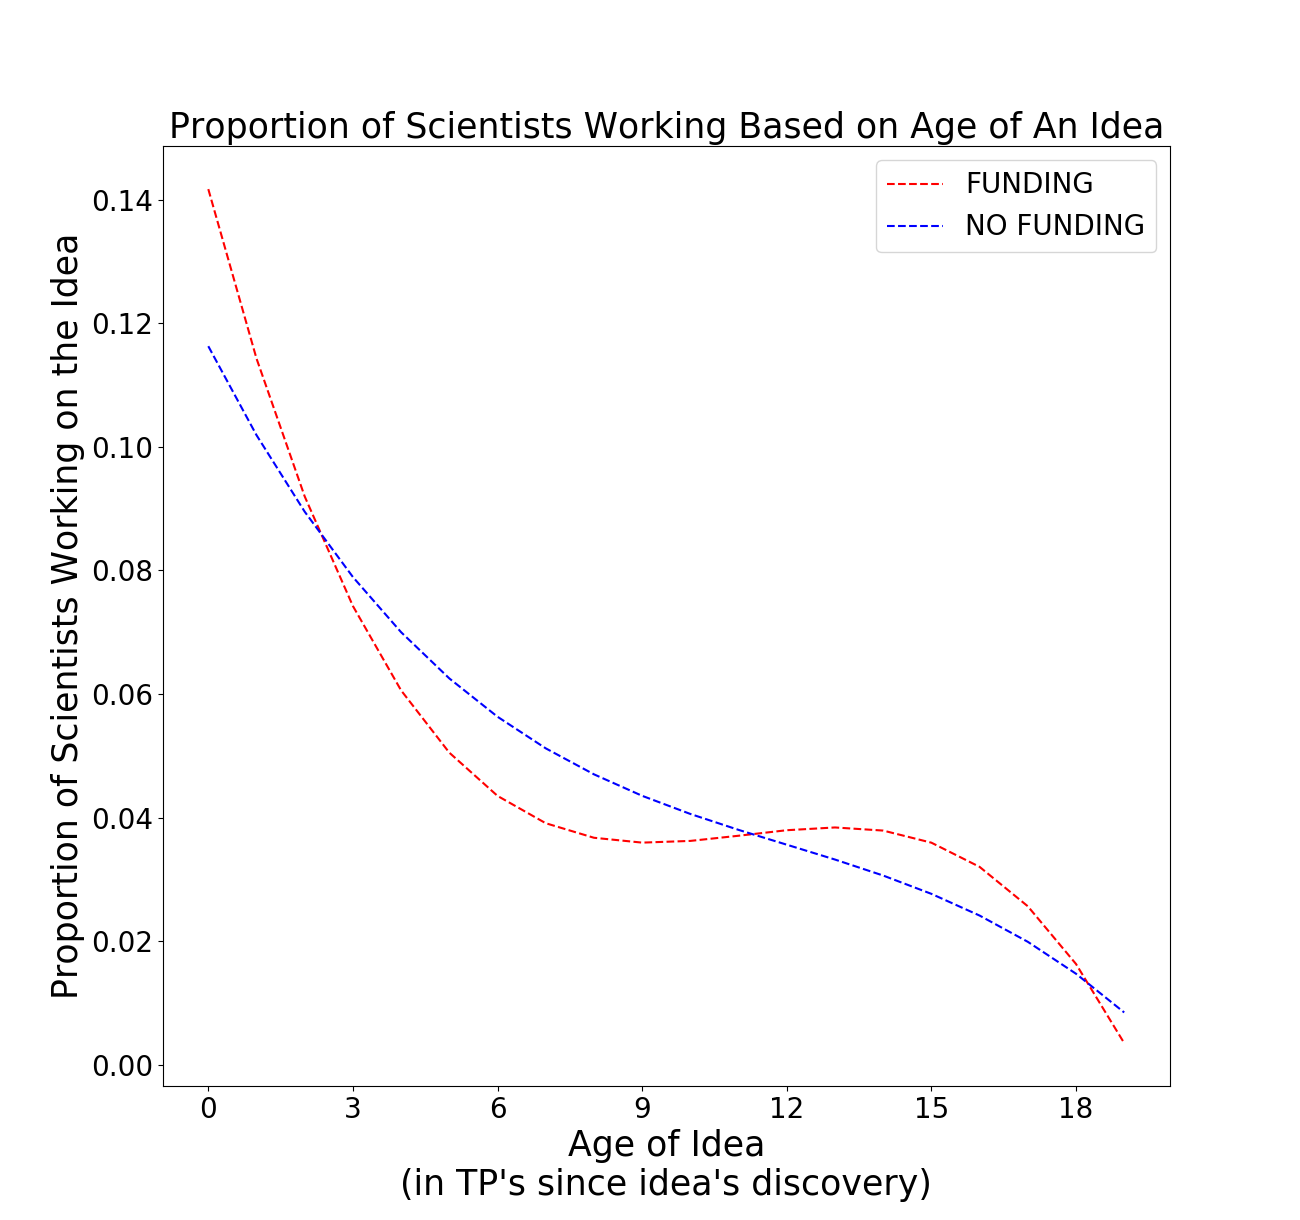 Proportion of Scientists Working Based on Age of An Idea
FUNDING
NO FUNDING
Proportion of Scientists Working on the Idea
0.14
0.12
0.10
0.08
0.06
0.04
0.02
0.00
0 3 6 9 12 15 18
Age of Idea
(in TP's since idea's discovery)